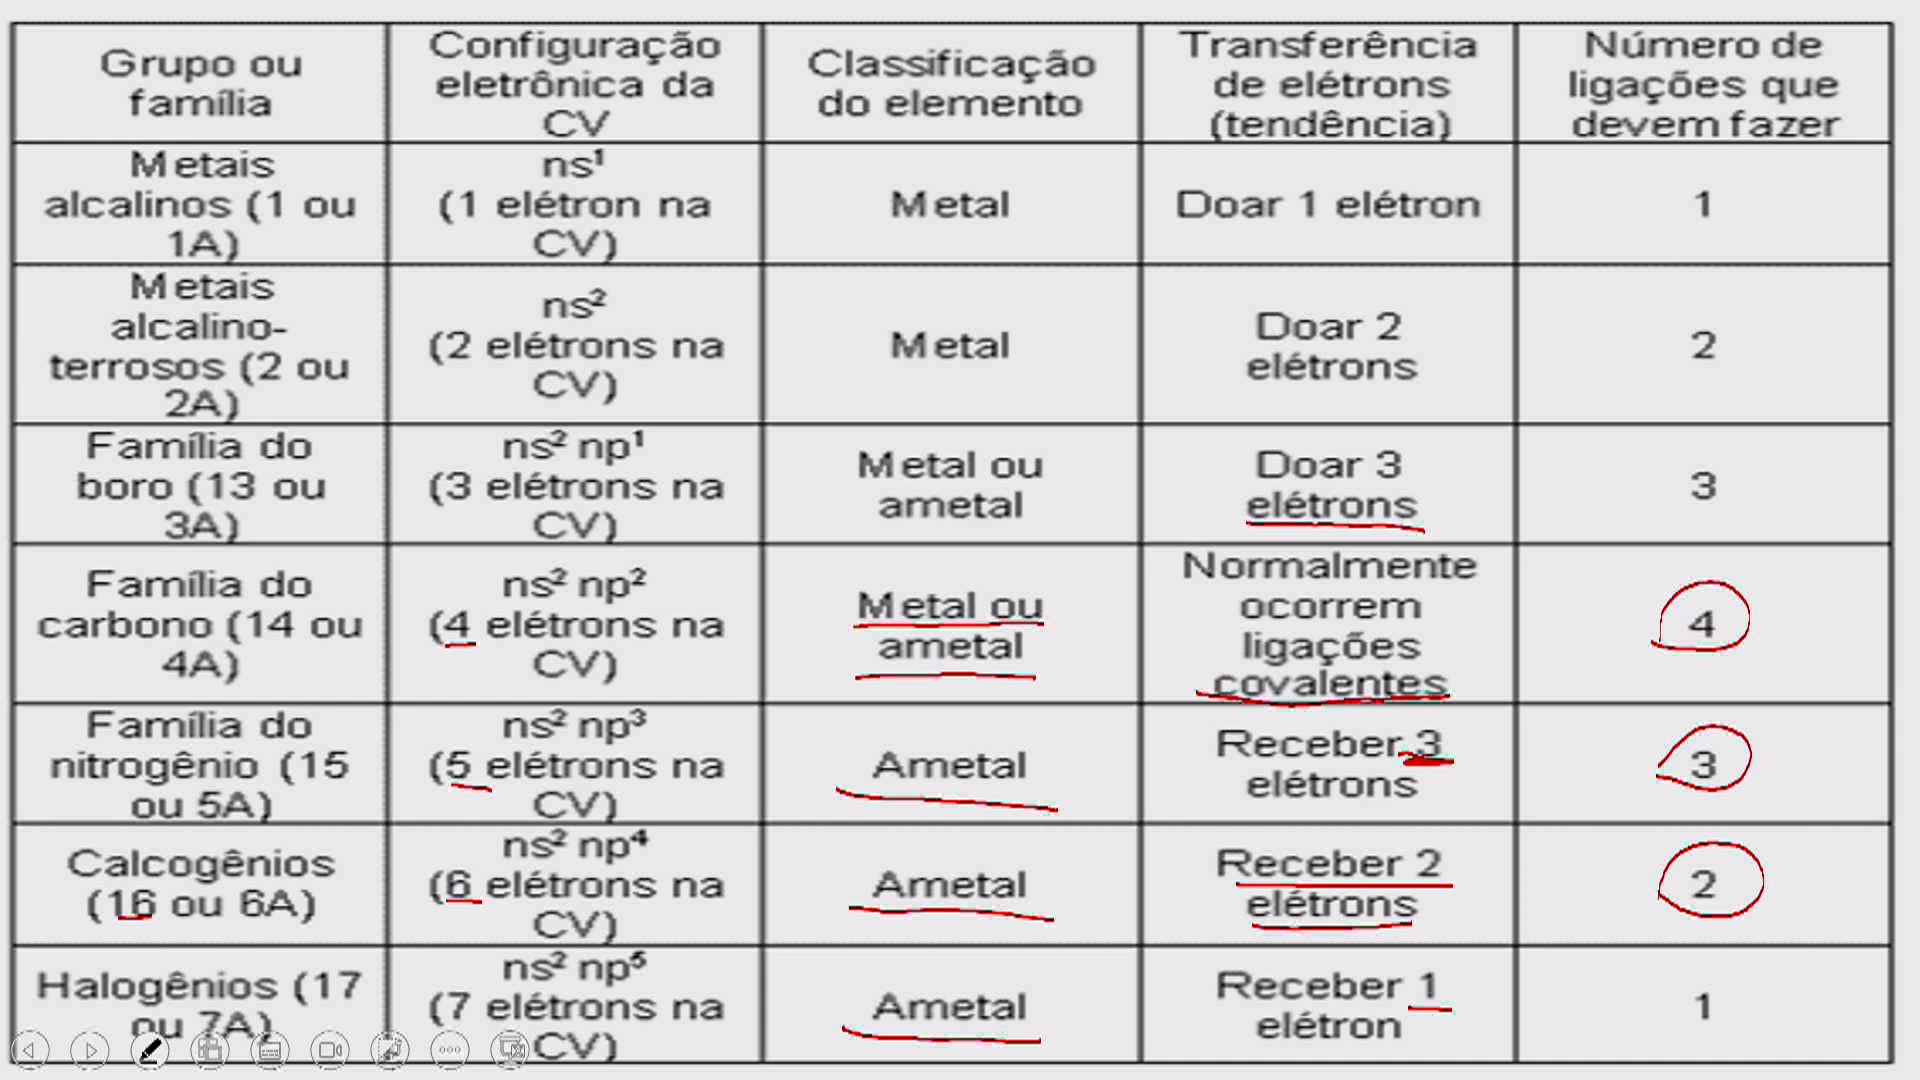 Grupo ou
família
Configuração
eletrônica da
CV
Classificação
do elemento
Transferência
de elétrons
(tendência)
Número de
ligações que
devem fazer
Metais
alcalinos (1 ou
1A)
ns¹
(1 elétron na
CV)
Metal
Doar 1 elétron
1
Metais
alcalino-
terrosos (2 ou
2A)
ns²
(2 elétrons na
CV)
Metal
Doar 2
elétrons
2
Família do
boro (13 ou
3A)
ns² np¹
(3 elétrons na
CV)
Metal ou
ametal
Doar 3
elétrons
3
Família do
carbono (14 ou
4A)
ns² np²
(4 elétrons na
CV)
Metal ou
ametal
Normalmente
ocorrem
ligações
covalentes
4
Família do
nitrogênio (15
ou 5A)
ns² np³
(5 elétrons na
CV)
Ametal
Receber 3
elétrons
3
Calcogênios
(16 ou 6A)
ns² np⁴
(6 elétrons na
CV)
Ametal
Receber 2
elétrons
2
Halogênios (17
ou 7A)
ns² np⁵
(7 elétrons na
CV)
Ametal
Receber 1
elétron
1